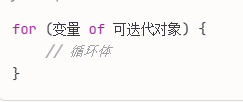 for (变量 of 可迭代对象) {
    // 循环体
}